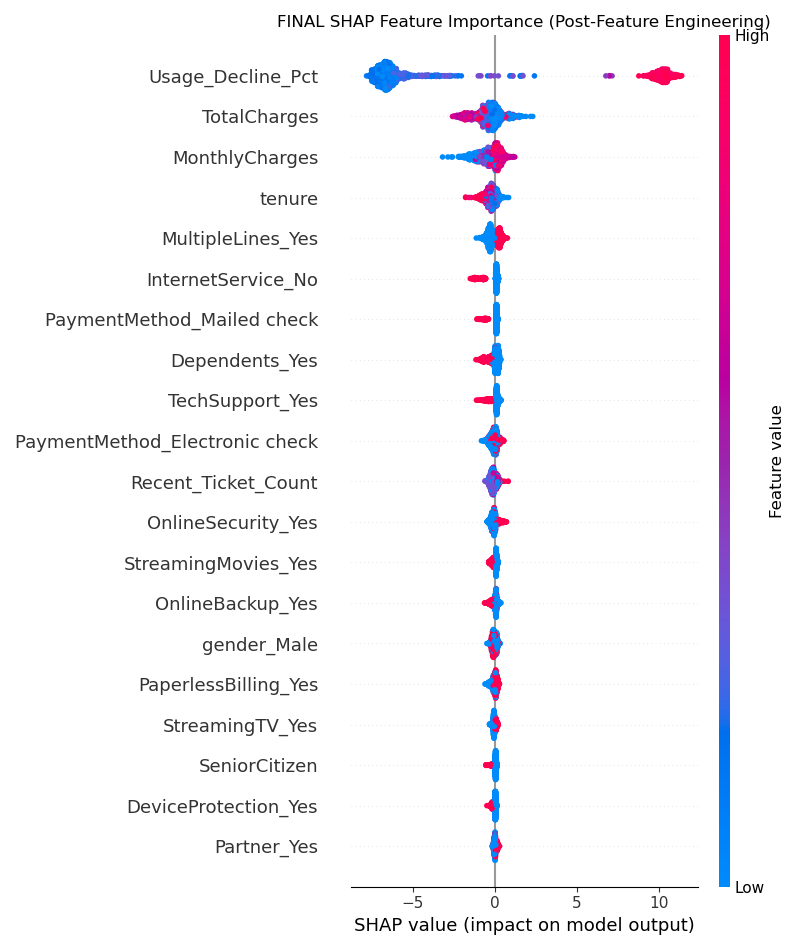 FINAL SHAP Feature Importance (Post-Feature Engineering)
High
Usage_Decline_Pct
TotalCharges
MonthlyCharges
tenure
MultipleLines_Yes
InternetService_No
PaymentMethod_Mailed check
Dependents_Yes
TechSupport_Yes
PaymentMethod_Electronic check
Recent_Ticket_Count
OnlineSecurity_Yes
StreamingMovies_Yes
OnlineBackup_Yes
gender_Male
PaperlessBilling_Yes
StreamingTV_Yes
SeniorCitizen
DeviceProtection_Yes
Partner_Yes
Feature value
Low
−5 0 5 10
SHAP value (impact on model output)